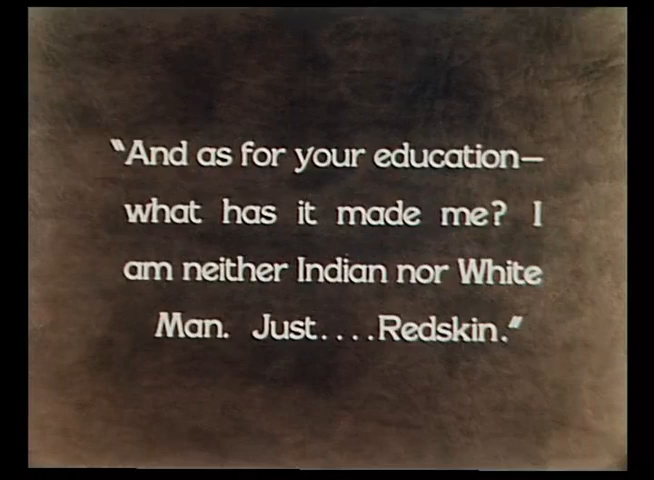 "And as for your education—
what has it made me? I
am neither Indian nor White
Man. Just....Redskin."